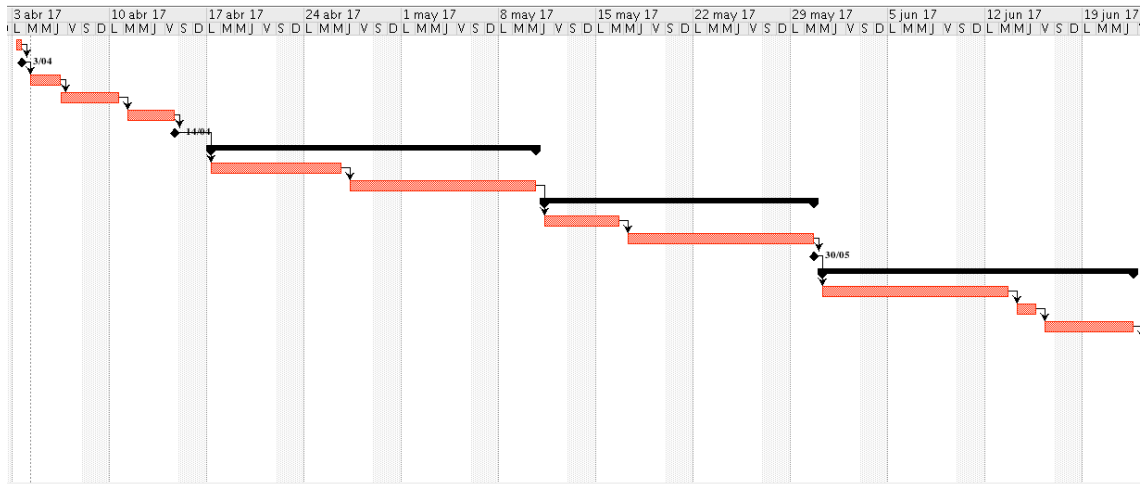 3 abr 17 10 abr 17 17 abr 17 24 abr 17 1 may 17 8 may 17 15 may 17 22 may 17 29 may 17 5 jun 17 12 jun 17 19 jun 17
L M M J V S D L M M J V S D L M M J V S D L M M J V S D L M M J V S D L M M J V S D L M M J V S D L M M J V S D L M M J V S D L M M J V S D L M M J V S D L M M J V
3/04
14/04
30/05